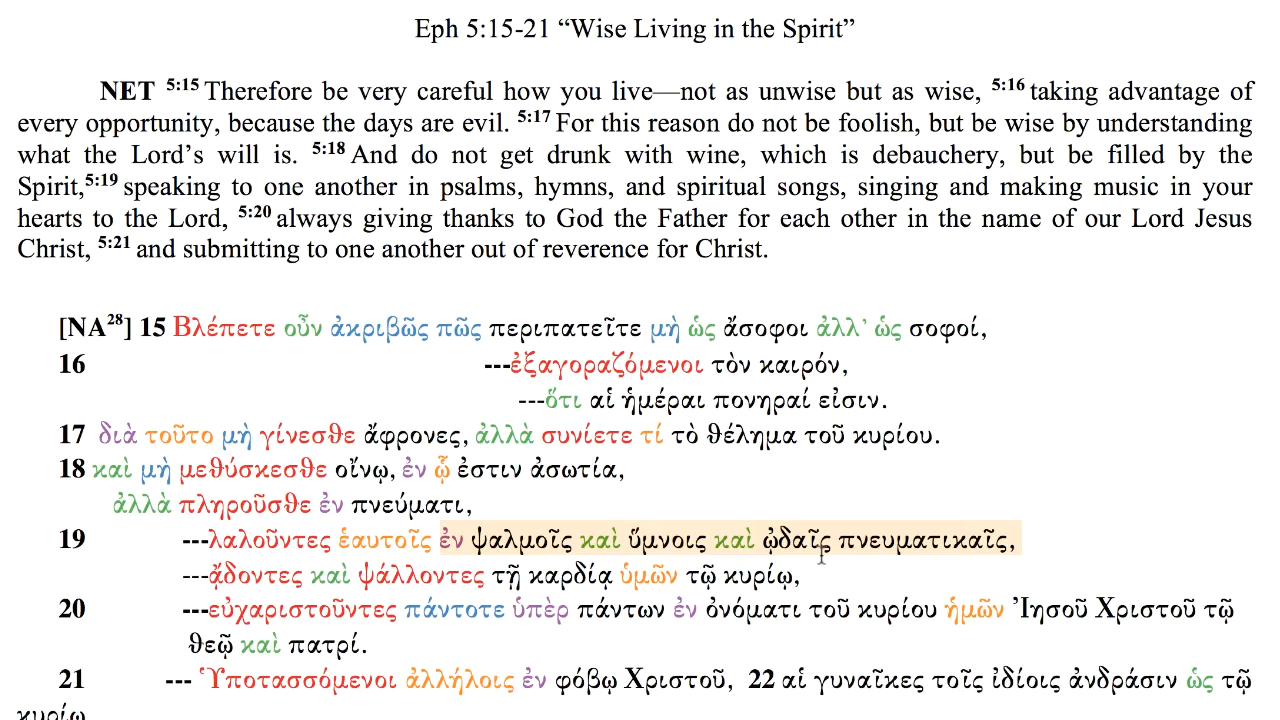 Eph 5:15-21 “Wise Living in the Spirit”
NET 5:15 Therefore be very careful how you live—not as unwise but as wise, 5:16 taking advantage of
every opportunity, because the days are evil. 5:17 For this reason do not be foolish, but be wise by understanding
what the Lord’s will is. 5:18 And do not get drunk with wine, which is debauchery, but be filled by the
Spirit,5:19 speaking to one another in psalms, hymns, and spiritual songs, singing and making music in your
hearts to the Lord, 5:20 always giving thanks to God the Father for each other in the name of our Lord Jesus
Christ, 5:21 and submitting to one another out of reverence for Christ.
[NA28] 15 Βλέπετε οὖν ἀκριβῶς πῶς περιπατεῖτε μὴ ὡς ἄσοφοι ἀλλ’ ὡς σοφοί,
16 ---ἐξαγοραζόμενοι τὸν καιρόν,
---ὅτι αἱ ἡμέραι πονηραί εἰσιν.
17 διὰ τοῦτο μὴ γίνεσθε ἄφρονες, ἀλλὰ συνίετε τί τὸ θέλημα τοῦ κυρίου.
18 καὶ μὴ μεθύσκεσθε οἴνῳ, ἐν ᾧ ἐστιν ἀσωτία,
ἀλλὰ πληροῦσθε ἐν πνεύματι,
19 ---λαλοῦντες ἑαυτοῖς ἐν ψαλμοῖς καὶ ὕμνοις καὶ ᾠδαῖς πνευματικαῖς,
---ᾄδοντες καὶ ψάλλοντες τῇ καρδίᾳ ὑμῶν τῷ κυρίῳ,
20 ---εὐχαριστοῦντες πάντοτε ὑπὲρ πάντων ἐν ὀνόματι τοῦ κυρίου ἡμῶν Ἰησοῦ Χριστοῦ τῷ
θεῷ καὶ πατρί.
21 --- Ὑποτασσόμενοι ἀλλήλοις ἐν φόβῳ Χριστοῦ, 22 αἱ γυναῖκες τοῖς ἰδίοις ἀνδράσιν ὡς τῷ
κυρίῳ